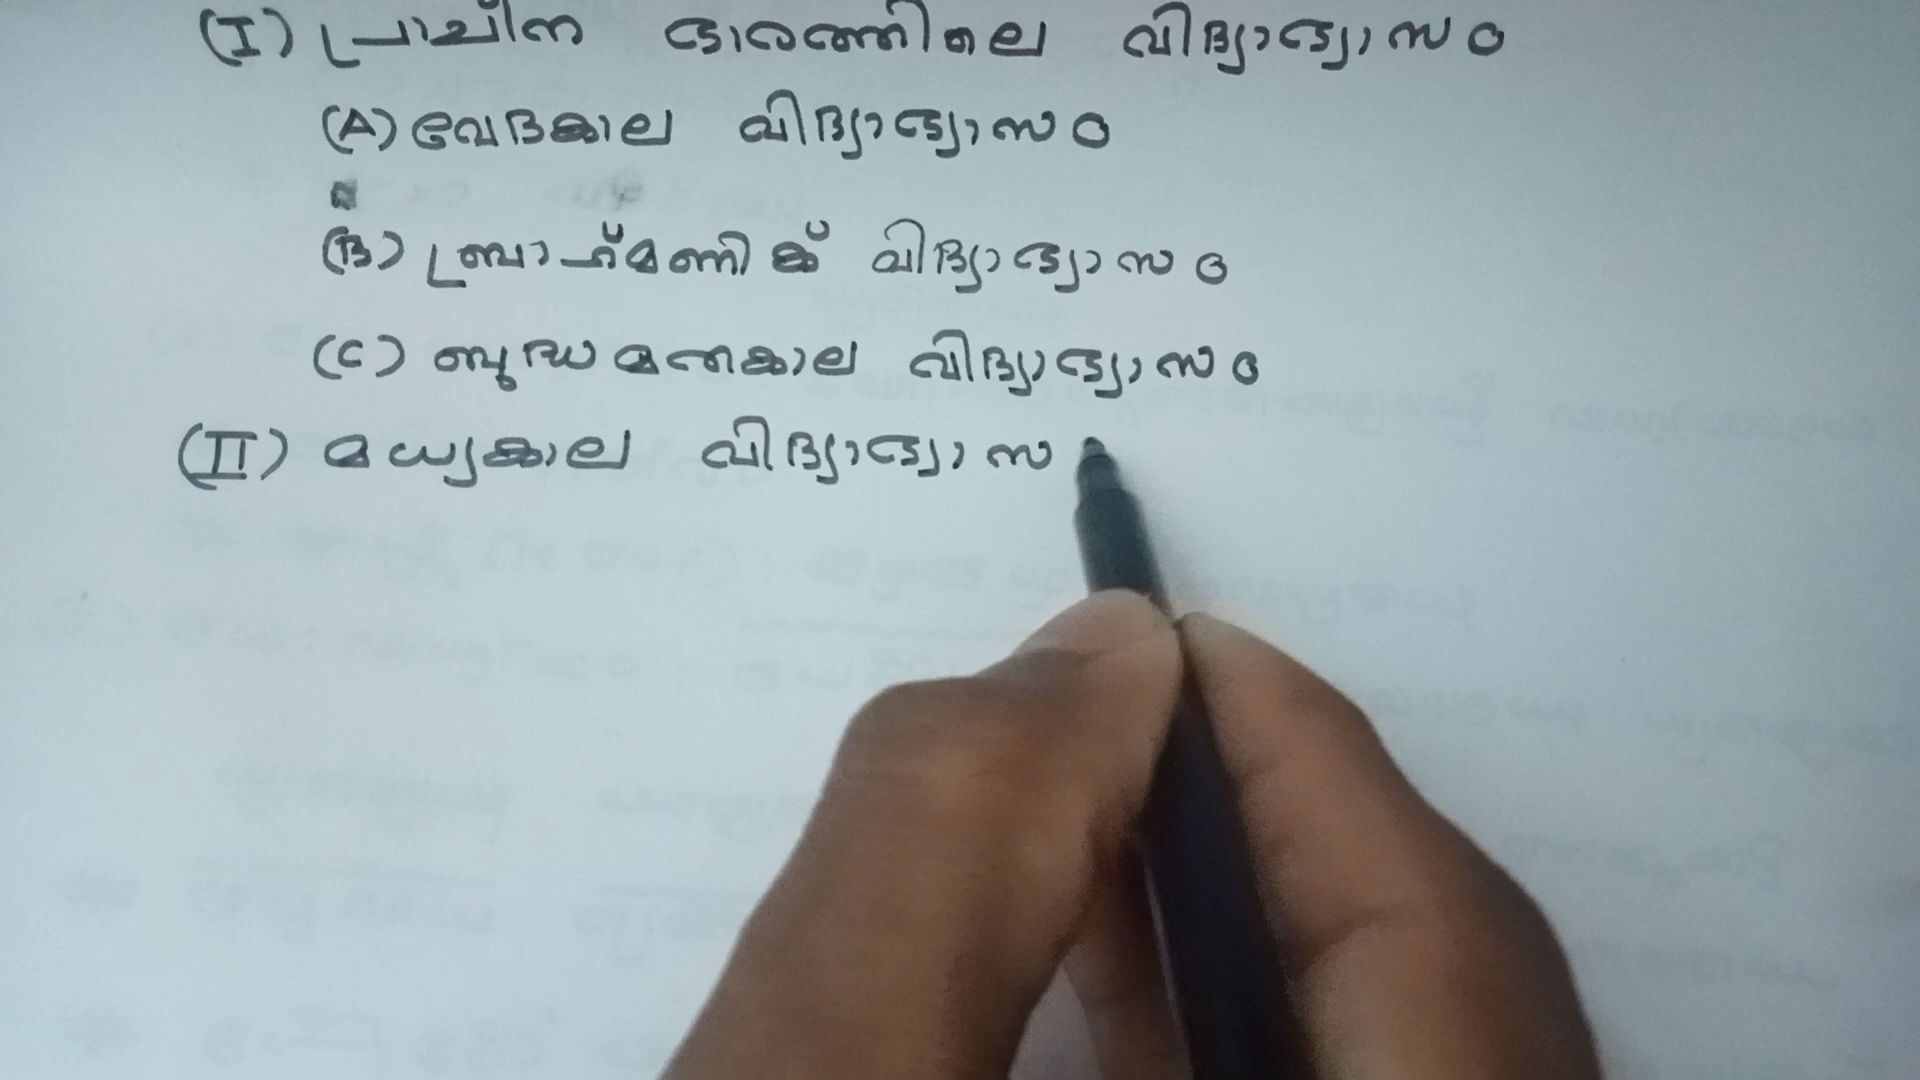 (I) പ്രാചീന ഭാരതത്തിലെ വിദ്യാഭ്യാസം
(A) വേദകാല വിദ്യാഭ്യാസം
(B) ബ്രാഹ്മണിക് വിദ്യാഭ്യാസം
(C) ബുദ്ധമതകാല വിദ്യാഭ്യാസം
(II) മധ്യകാല വിദ്യാഭ്യാസ